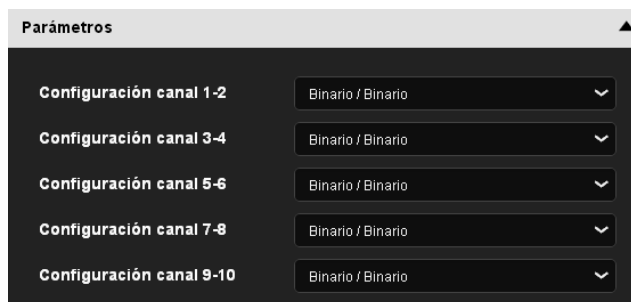 Parámetros
Configuración canal 1-2 Binario / Binario
Configuración canal 3-4 Binario / Binario
Configuración canal 5-6 Binario / Binario
Configuración canal 7-8 Binario / Binario
Configuración canal 9-10 Binario / Binario